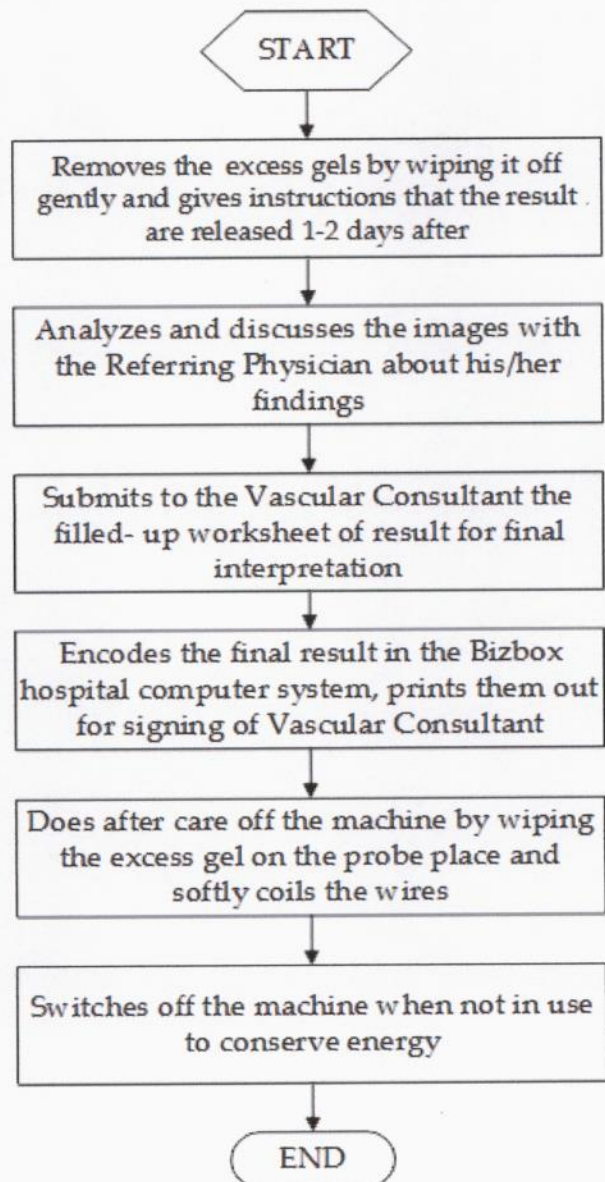 START
Removes the excess gels by wiping it off
gently and gives instructions that the result
are released 1-2 days after
Analyzes and discusses the images with
the Referring Physician about his/her
findings
Submits to the Vascular Consultant the
filled- up worksheet of result for final
interpretation
Encodes the final result in the Bizbox
hospital computer system, prints them out
for signing of Vascular Consultant
Does after care off the machine by wiping
the excess gel on the probe place and
softly coils the wires
Switches off the machine when not in use
to conserve energy
END